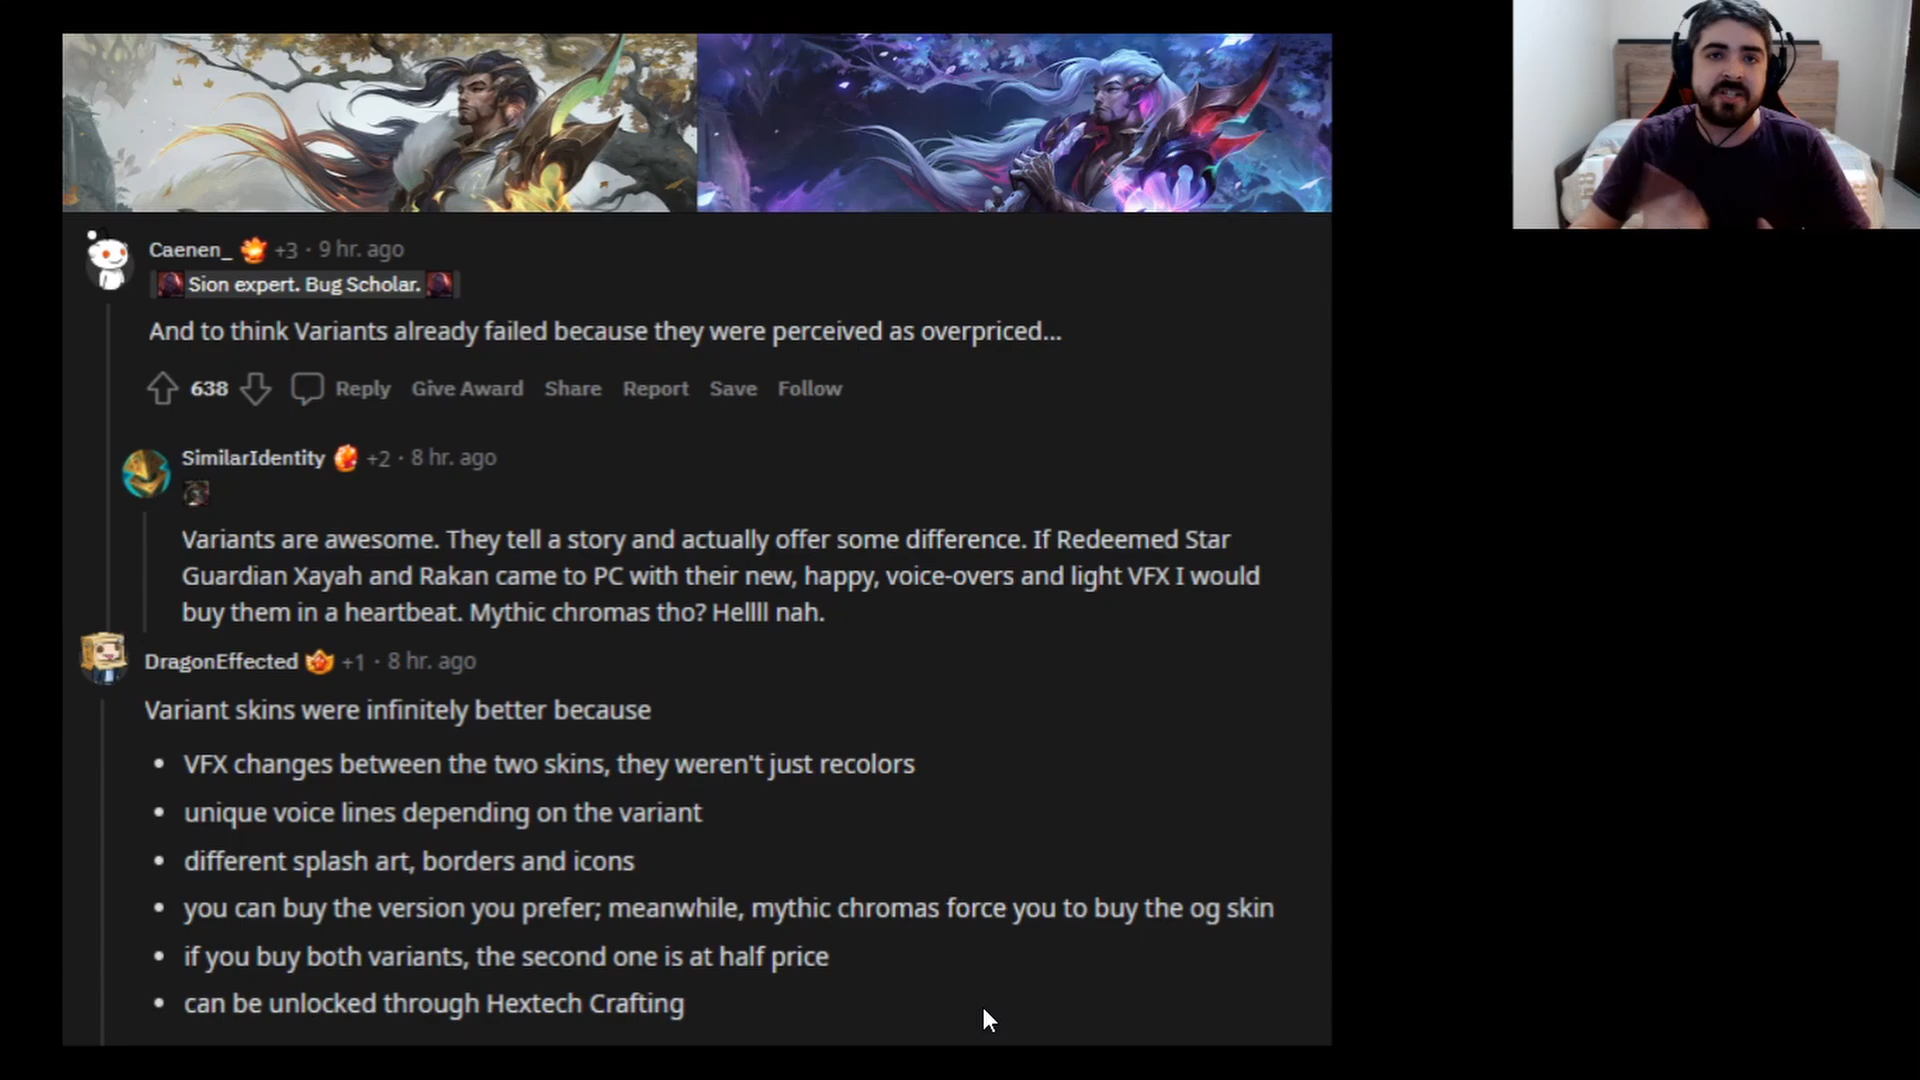 Caenen_ +3 · 9 hr. ago
Sion expert. Bug Scholar.
And to think Variants already failed because they were perceived as overpriced...
638 Reply Give Award Share Report Save Follow
SimilarIdentity +2 · 8 hr. ago
Variants are awesome. They tell a story and actually offer some difference. If Redeemed Star
Guardian Xayah and Rakan came to PC with their new, happy, voice-overs and light VFX I would
buy them in a heartbeat. Mythic chromas tho? Hellll nah.
DragonEffected +1 · 8 hr. ago
Variant skins were infinitely better because
• VFX changes between the two skins, they weren't just recolors
• unique voice lines depending on the variant
• different splash art, borders and icons
• you can buy the version you prefer; meanwhile, mythic chromas force you to buy the og skin
• if you buy both variants, the second one is at half price
• can be unlocked through Hextech Crafting